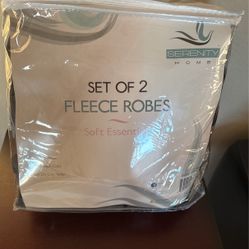 SERENITY
HOME
SET OF 2
FLEECE ROBES
Soft Essentials